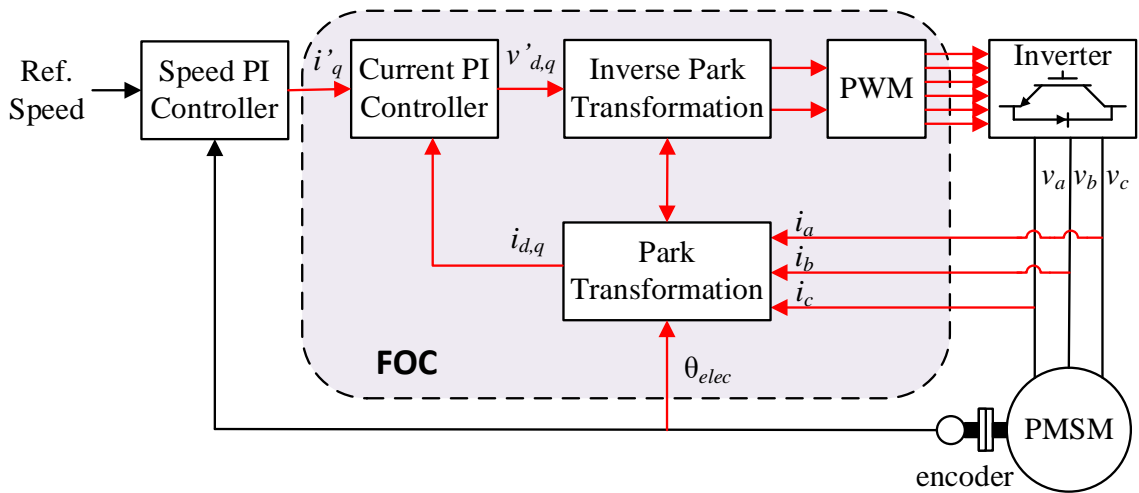 Ref.
Speed
Speed PI
Controller
i’q
Current PI
Controller
v’d,q
Inverse Park
Transformation
PWM
Inverter
va
vb
vc
id,q
Park
Transformation
ia
ib
ic
FOC
θelec
PMSM
encoder